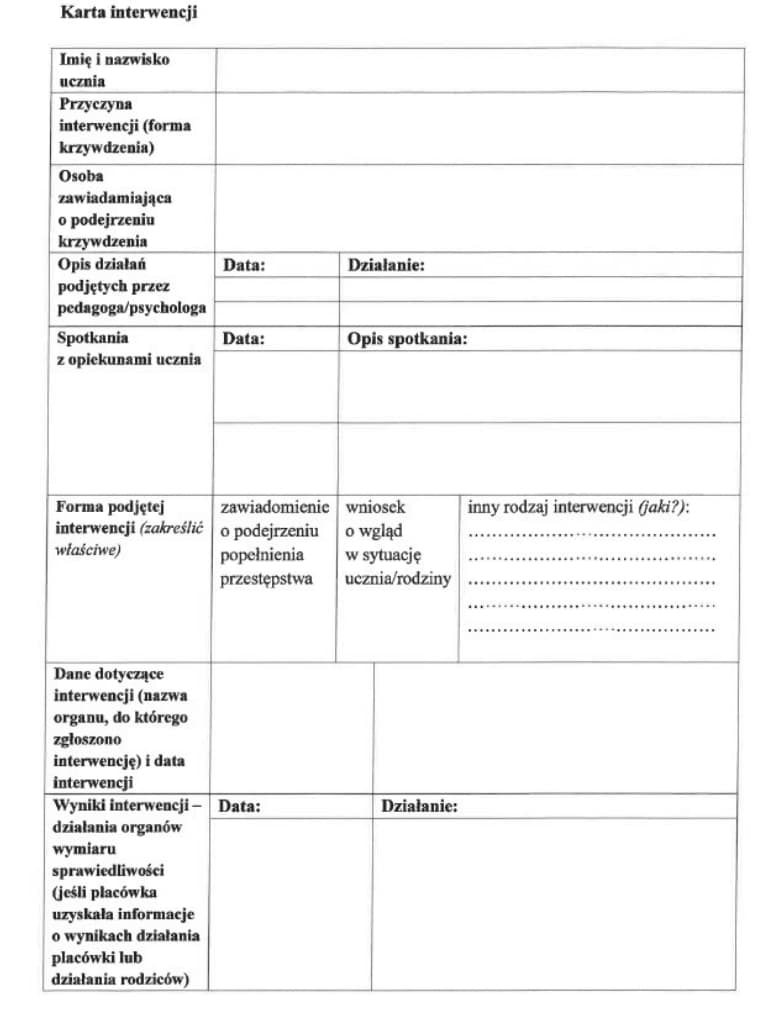 Karta interwencji
Imię i nazwisko
ucznia
Przyczyna
interwencji (forma
krzywdzenia)
Osoba
zawiadamiająca
o podejrzeniu
krzywdzenia
Opis działań
podjętych przez
pedagoga/psychologa
Data:
Działanie:
Spotkania
z opiekunami ucznia
Data:
Opis spotkania:
Forma podjętej
interwencji (zakreślić
właściwe)
zawiadomienie
o podejrzeniu
popełnienia
przestępstwa
wniosek
o wgląd
w sytuację
ucznia/rodziny
inny rodzaj interwencji (jaki?):
Dane dotyczące
interwencji (nazwa
organu, do którego
zgłoszono
interwencję) i data
interwencji
Wyniki interwencji –
działania organów
wymiaru
sprawiedliwości
(jeśli placówka
uzyskała informacje
o wynikach działania
placówki lub
działania rodziców)
Data:
Działanie: